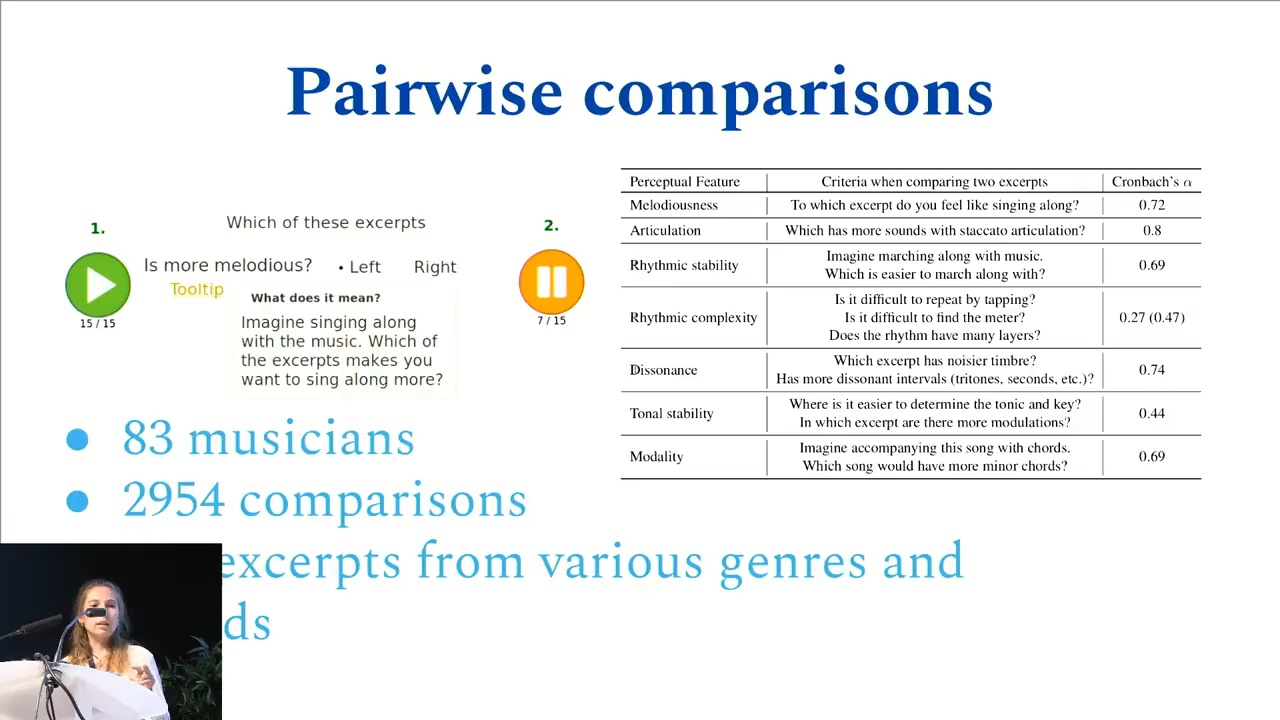 Pairwise comparisons
1.
Which of these excerpts
2.
Is more melodious?
• Left
Right
Tooltip
What does it mean?
Imagine singing along
with the music. Which of
the excerpts makes you
want to sing along more?
15 / 15
7 / 15
Perceptual Feature Criteria when comparing two excerpts Cronbach's α
Melodiousness To which excerpt do you feel like singing along? 0.72
Articulation Which has more sounds with staccato articulation? 0.8
Rhythmic stability Imagine marching along with music.
Which is easier to march along with? 0.69
Rhythmic complexity Is it difficult to repeat by tapping?
Is it difficult to find the meter?
Does the rhythm have many layers? 0.27 (0.47)
Dissonance Which excerpt has noisier timbre?
Has more dissonant intervals (tritones, seconds, etc.)? 0.74
Tonal stability Where is it easier to determine the tonic and key?
In which excerpt are there more modulations? 0.44
Modality Imagine accompanying this song with chords.
Which song would have more minor chords? 0.69
● 83 musicians
● 2954 comparisons
excerpts from various genres and